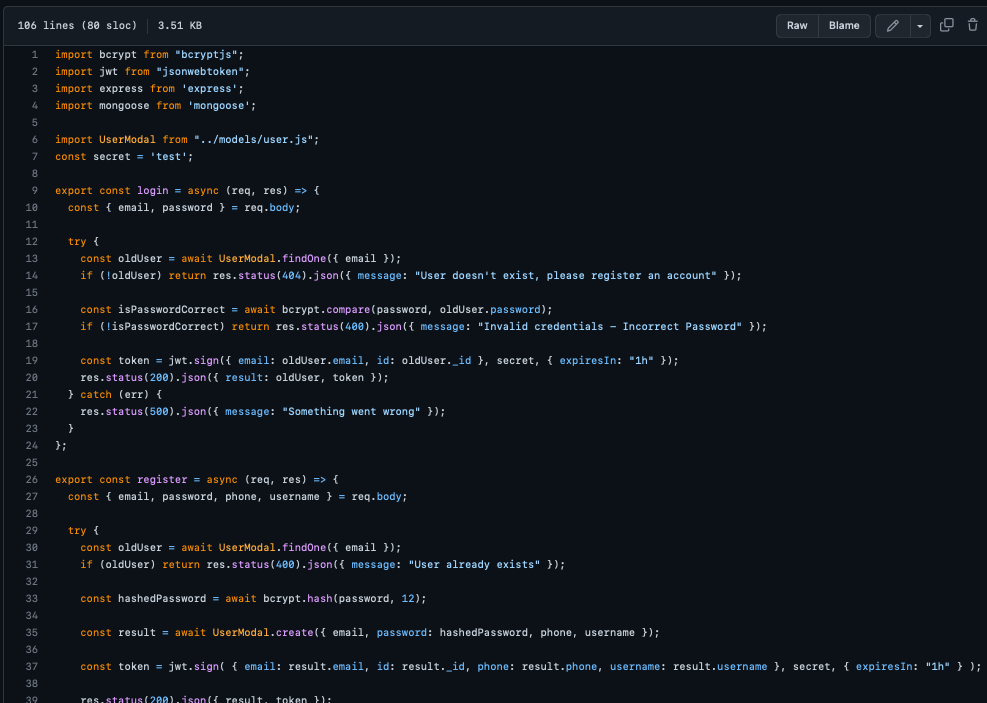 106 lines (80 sloc) 3.51 KB Raw Blame
1 import bcrypt from "bcryptjs";
2 import jwt from "jsonwebtoken";
3 import express from 'express';
4 import mongoose from 'mongoose';
5
6 import UserModal from "../models/user.js";
7 const secret = 'test';
8
9 export const login = async (req, res) => {
10 const { email, password } = req.body;
11
12 try {
13 const oldUser = await UserModal.findOne({ email });
14 if (!oldUser) return res.status(404).json({ message: "User doesn't exist, please register an account" });
15
16 const isPasswordCorrect = await bcrypt.compare(password, oldUser.password);
17 if (!isPasswordCorrect) return res.status(400).json({ message: "Invalid credentials - Incorrect Password" });
18
19 const token = jwt.sign({ email: oldUser.email, id: oldUser._id }, secret, { expiresIn: "1h" });
20 res.status(200).json({ result: oldUser, token });
21 } catch (err) {
22 res.status(500).json({ message: "Something went wrong" });
23 }
24 };
25
26 export const register = async (req, res) => {
27 const { email, password, phone, username } = req.body;
28
29 try {
30 const oldUser = await UserModal.findOne({ email });
31 if (oldUser) return res.status(400).json({ message: "User already exists" });
32
33 const hashedPassword = await bcrypt.hash(password, 12);
34
35 const result = await UserModal.create({ email, password: hashedPassword, phone, username });
36
37 const token = jwt.sign( { email: result.email, id: result._id, phone: result.phone, username: result.username }, secret, { expiresIn: "1h" } );
38
39 res.status(200).json({ result, token });